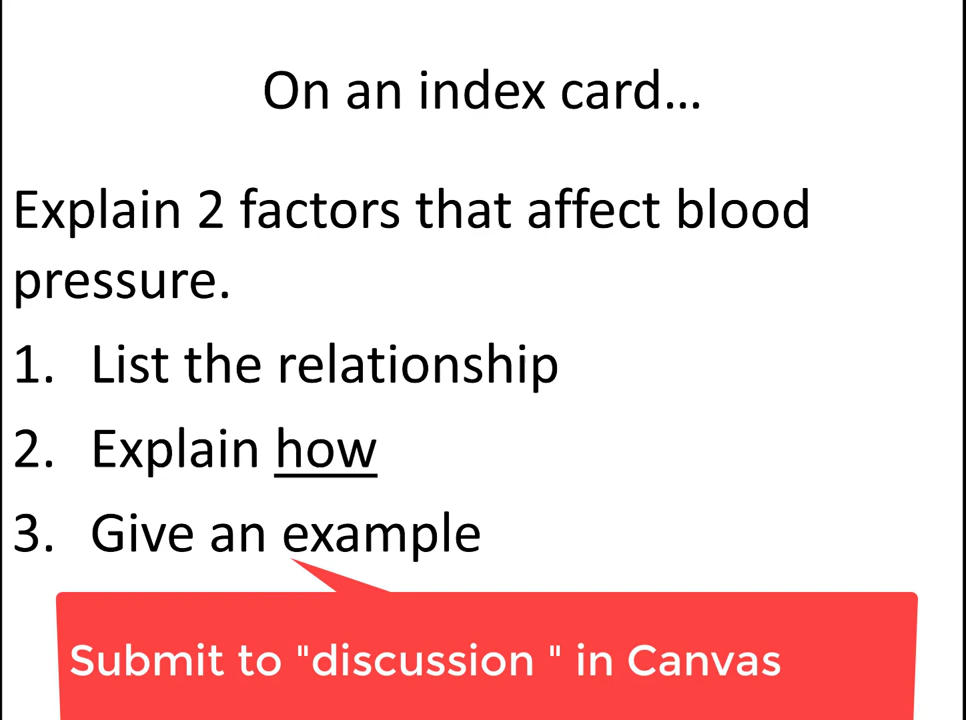 On an index card...
Explain 2 factors that affect blood
pressure.
1. List the relationship
2. Explain how
3. Give an example
Submit to "discussion " in Canvas